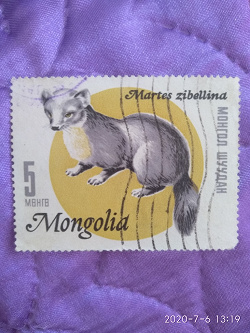 Martes zibellina
МОНГОЛ ШУУДАН
5
МӨНГӨ
Mongolia
2020-7-6 13:19